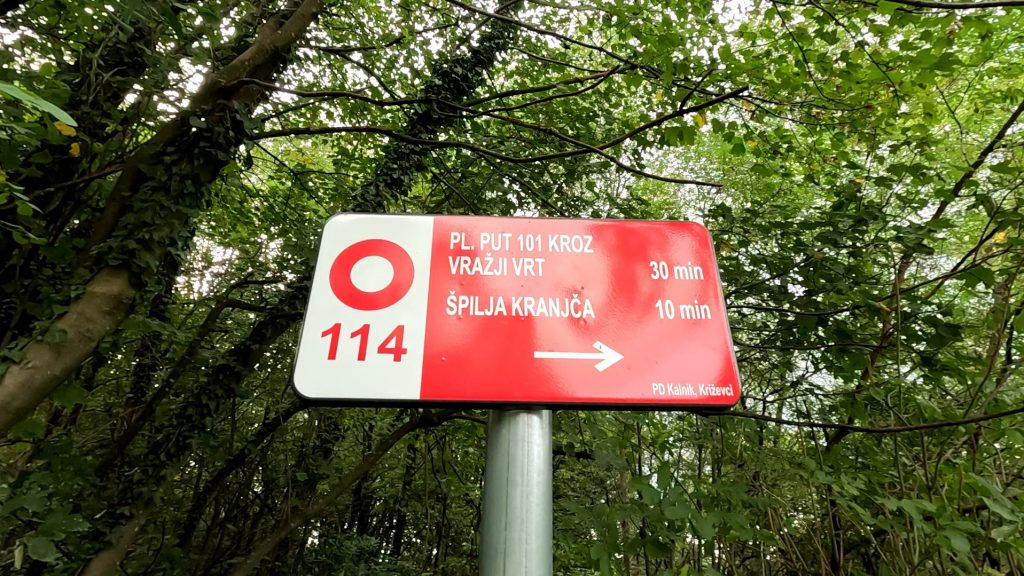 114
PL. PUT 101 KROZ
VRAŽJI VRT 30 min
ŠPILJA KRANJČA 10 min
PD Kalnik, Križevci